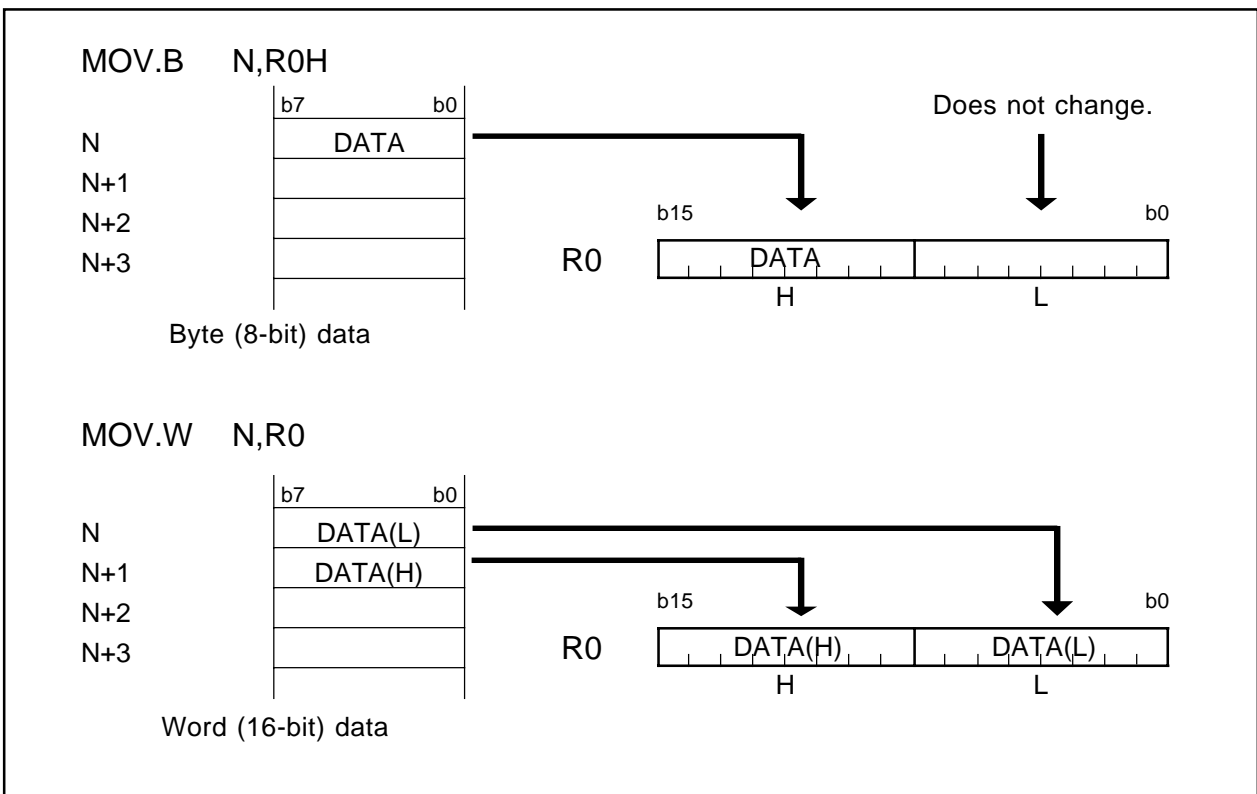 MOV.B N,R0H
b7 b0
Does not change.
N DATA
N+1
N+2
b15 b0
N+3
R0 DATA
H L
Byte (8-bit) data
MOV.W N,R0
b7 b0
N DATA(L)
N+1 DATA(H)
b15 b0
N+2
N+3
R0 DATA(H) DATA(L)
H L
Word (16-bit) data